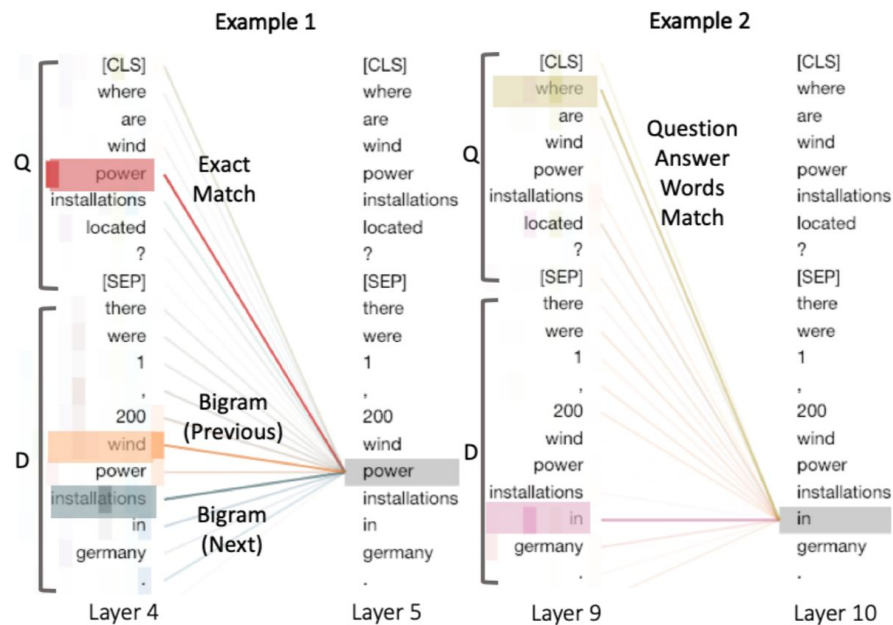 Example 1
Q
D
[CLS]
where
are
wind
power
installations
located
?
[SEP]
there
were
1
,
200
wind
power
installations
in
germany
.
Layer 4
Exact
Match
Bigram
(Previous)
Bigram
(Next)
[CLS]
where
are
wind
power
installations
located
?
[SEP]
there
were
1
,
200
wind
power
installations
in
germany
.
Layer 5
Example 2
Q
D
[CLS]
where
are
wind
power
installations
located
?
[SEP]
there
were
1
,
200
wind
power
installations
in
germany
.
Layer 9
Question
Answer
Words
Match
[CLS]
where
are
wind
power
installations
located
?
[SEP]
there
were
1
,
200
wind
power
installations
in
germany
.
Layer 10